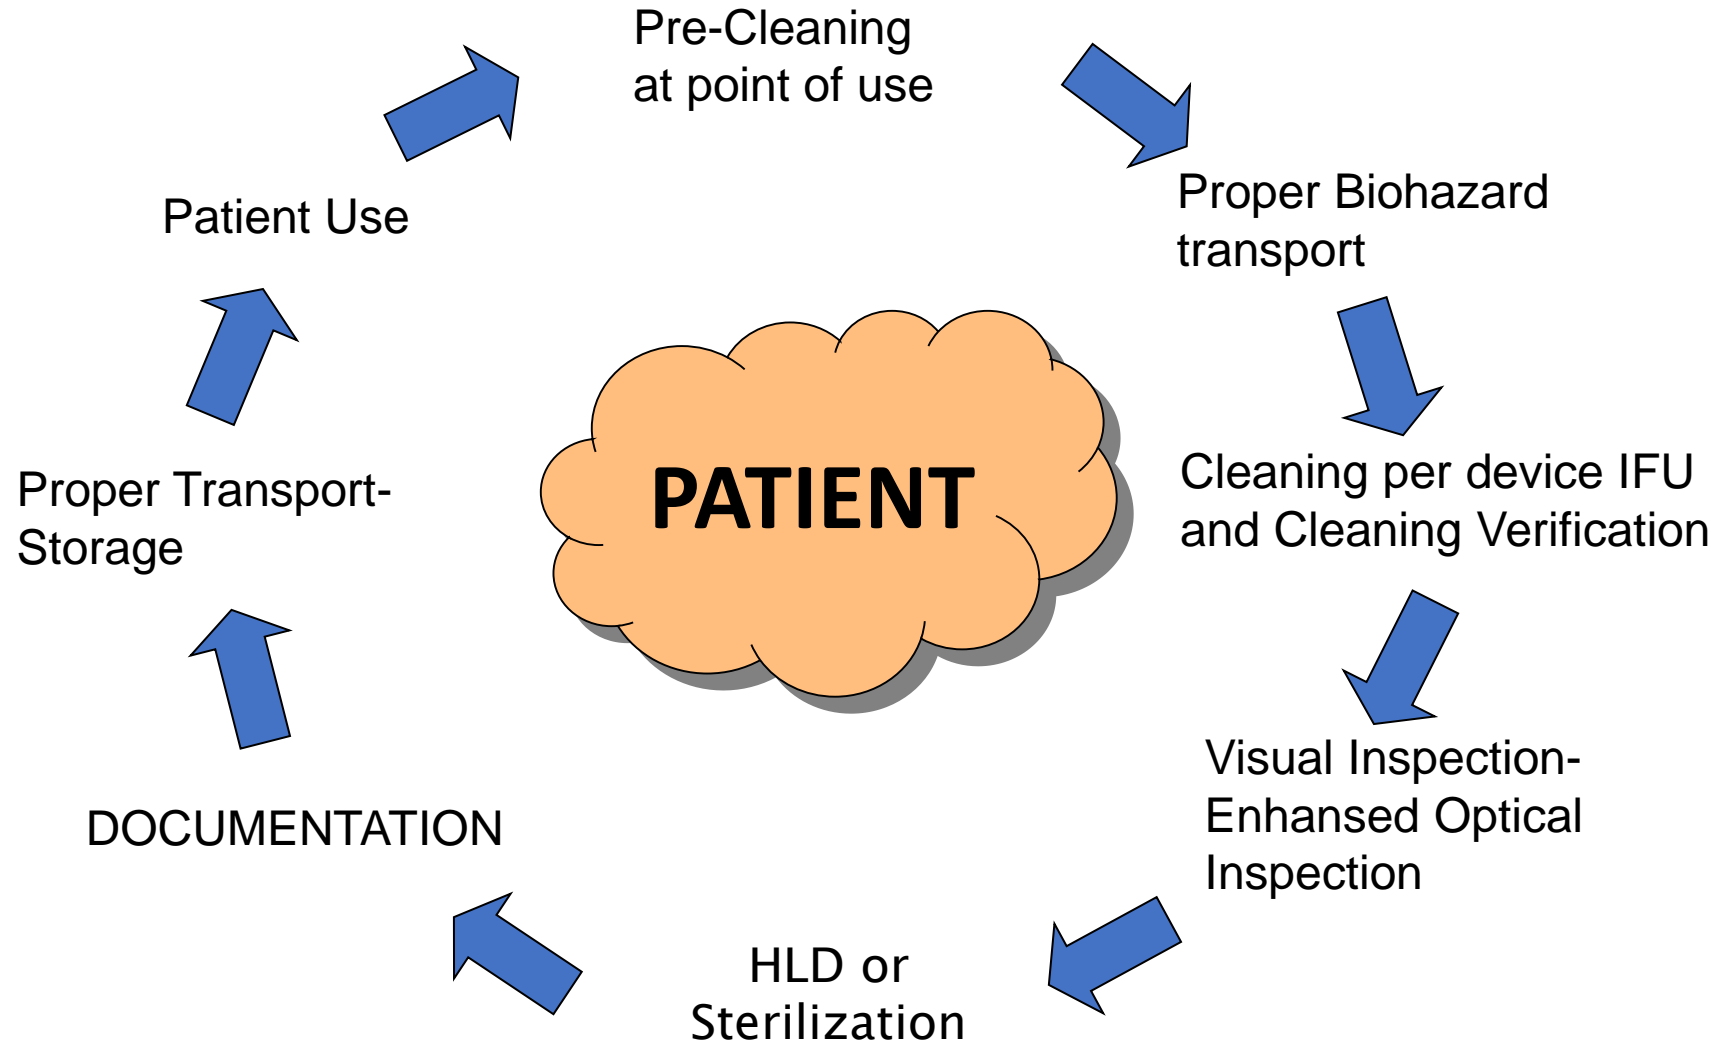 Pre-Cleaning
at point of use
Proper Biohazard
transport
Cleaning per device IFU
and Cleaning Verification
Visual Inspection-
Enhansed Optical
Inspection
HLD or
Sterilization
DOCUMENTATION
Proper Transport-
Storage
Patient Use
PATIENT